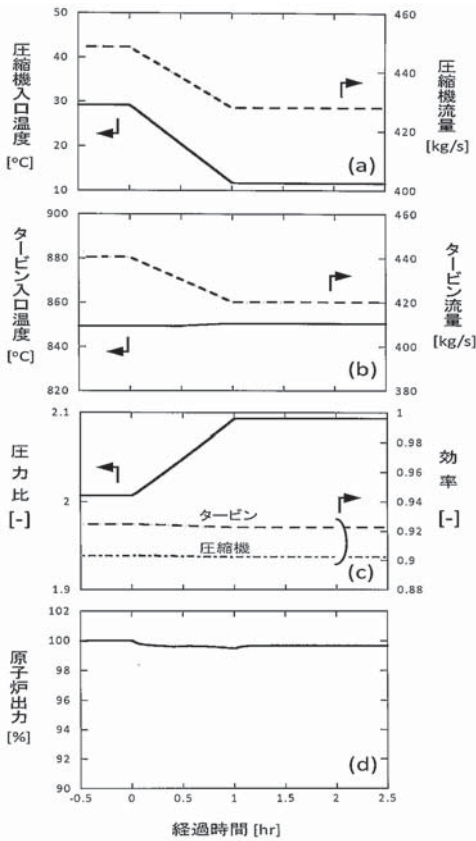 圧縮機入口温度
[°C]
50
40
30
20
10
(a)
460
440
420
400
圧縮機流量
[kg/s]
タービン入口温度
[°C]
900
880
860
840
820
(b)
460
440
420
400
380
タービン流量
[kg/s]
圧力比
[-]
2.1
2
1.9
タービン
圧縮機
(c)
1
0.96
0.94
0.92
0.9
0.88
効率
[-]
原子炉出力
[%]
102
100
98
96
94
92
90
(d)
-0.5
0
0.5
1
1.5
2
2.5
経過時間 [hr]